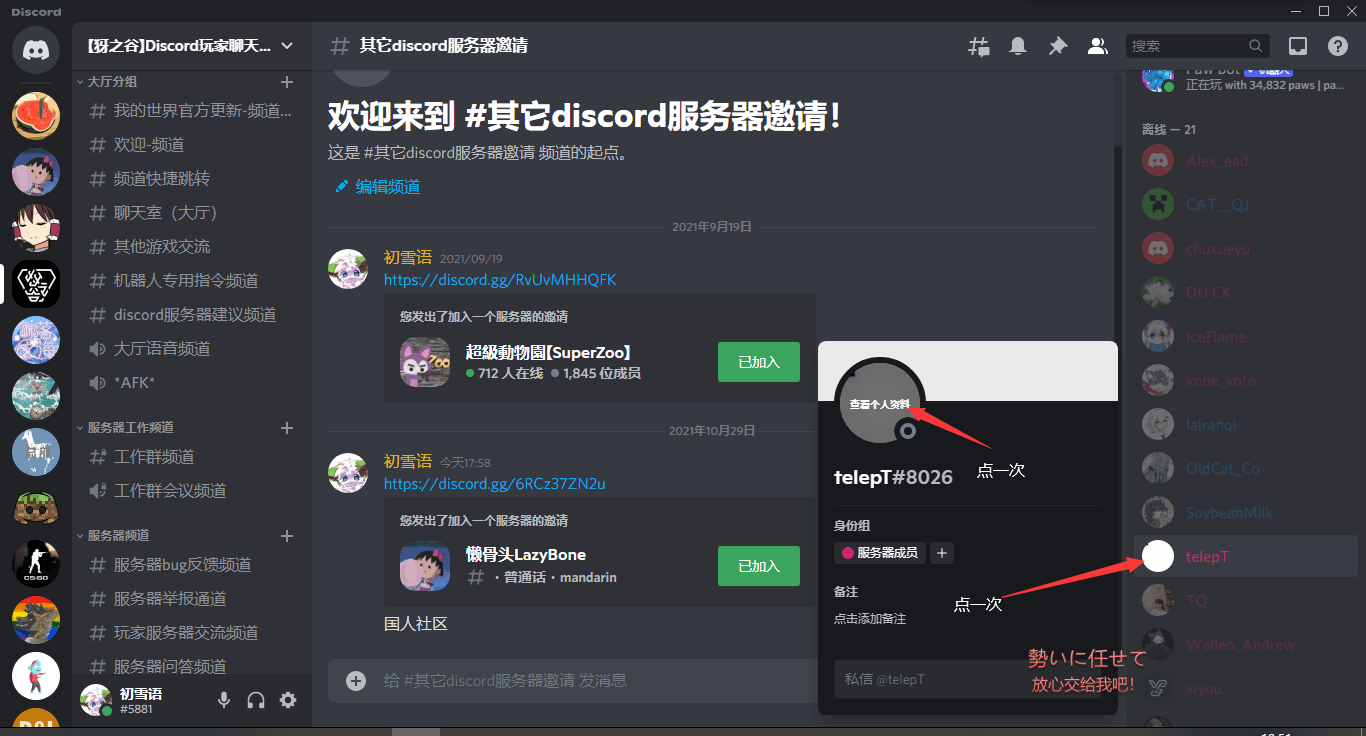 Discord
【犽之谷】Discord玩家聊天...
大厅分组
我的世界官方更新-频道...
欢迎-频道
频道快捷跳转
聊天室（大厅）
其他游戏交流
机器人专用指令频道
discord服务器建议频道
大厅语音频道
*AFK*
服务器工作频道
工作群频道
工作群会议频道
服务器频道
服务器bug反馈频道
服务器举报通道
玩家服务器交流频道
服务器问答频道
初雪语
#5881
其它discord服务器邀请
搜索
欢迎来到 #其它discord服务器邀请！
这是 #其它discord服务器邀请 频道的起点。
编辑频道
2021年9月19日
初雪语 2021/09/19
https://discord.gg/RvUvMHHQFK
您发出了加入一个服务器的邀请
超級動物園【SuperZoo】
712 人在线 1,845 位成员
已加入
2021年10月29日
初雪语 今天17:58
https://discord.gg/6RCz37ZN2u
您发出了加入一个服务器的邀请
懒骨头LazyBone
# ・普通话・mandarin
已加入
国人社区
给 #其它discord服务器邀请 发消息
查看个人资料
点一次
telepT#8026
身份组
服务器成员
备注
点击添加备注
点一次
私信 @telepT
勢いに任せて
放心交给我吧!
Paw Bot 机器人
正在玩 with 34,832 paws | pa...
离线 — 21
Alex_ead
CAT__QJ
chuxueyu
DU CK
IceFlame
kobe_koto
lairanqi
OldCat_Co
SoybeanMilk
telepT
TQ
Walleo_Andrew
xiyou